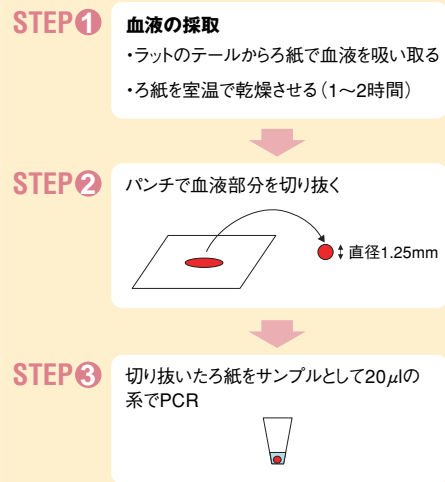 STEP❶
血液の採取
・ラットのテールからろ紙で血液を吸い取る
・ろ紙を室温で乾燥させる（1～2時間）
STEP❷
パンチで血液部分を切り抜く
直径1.25mm
STEP❸
切り抜いたろ紙をサンプルとして20μlの
系でPCR